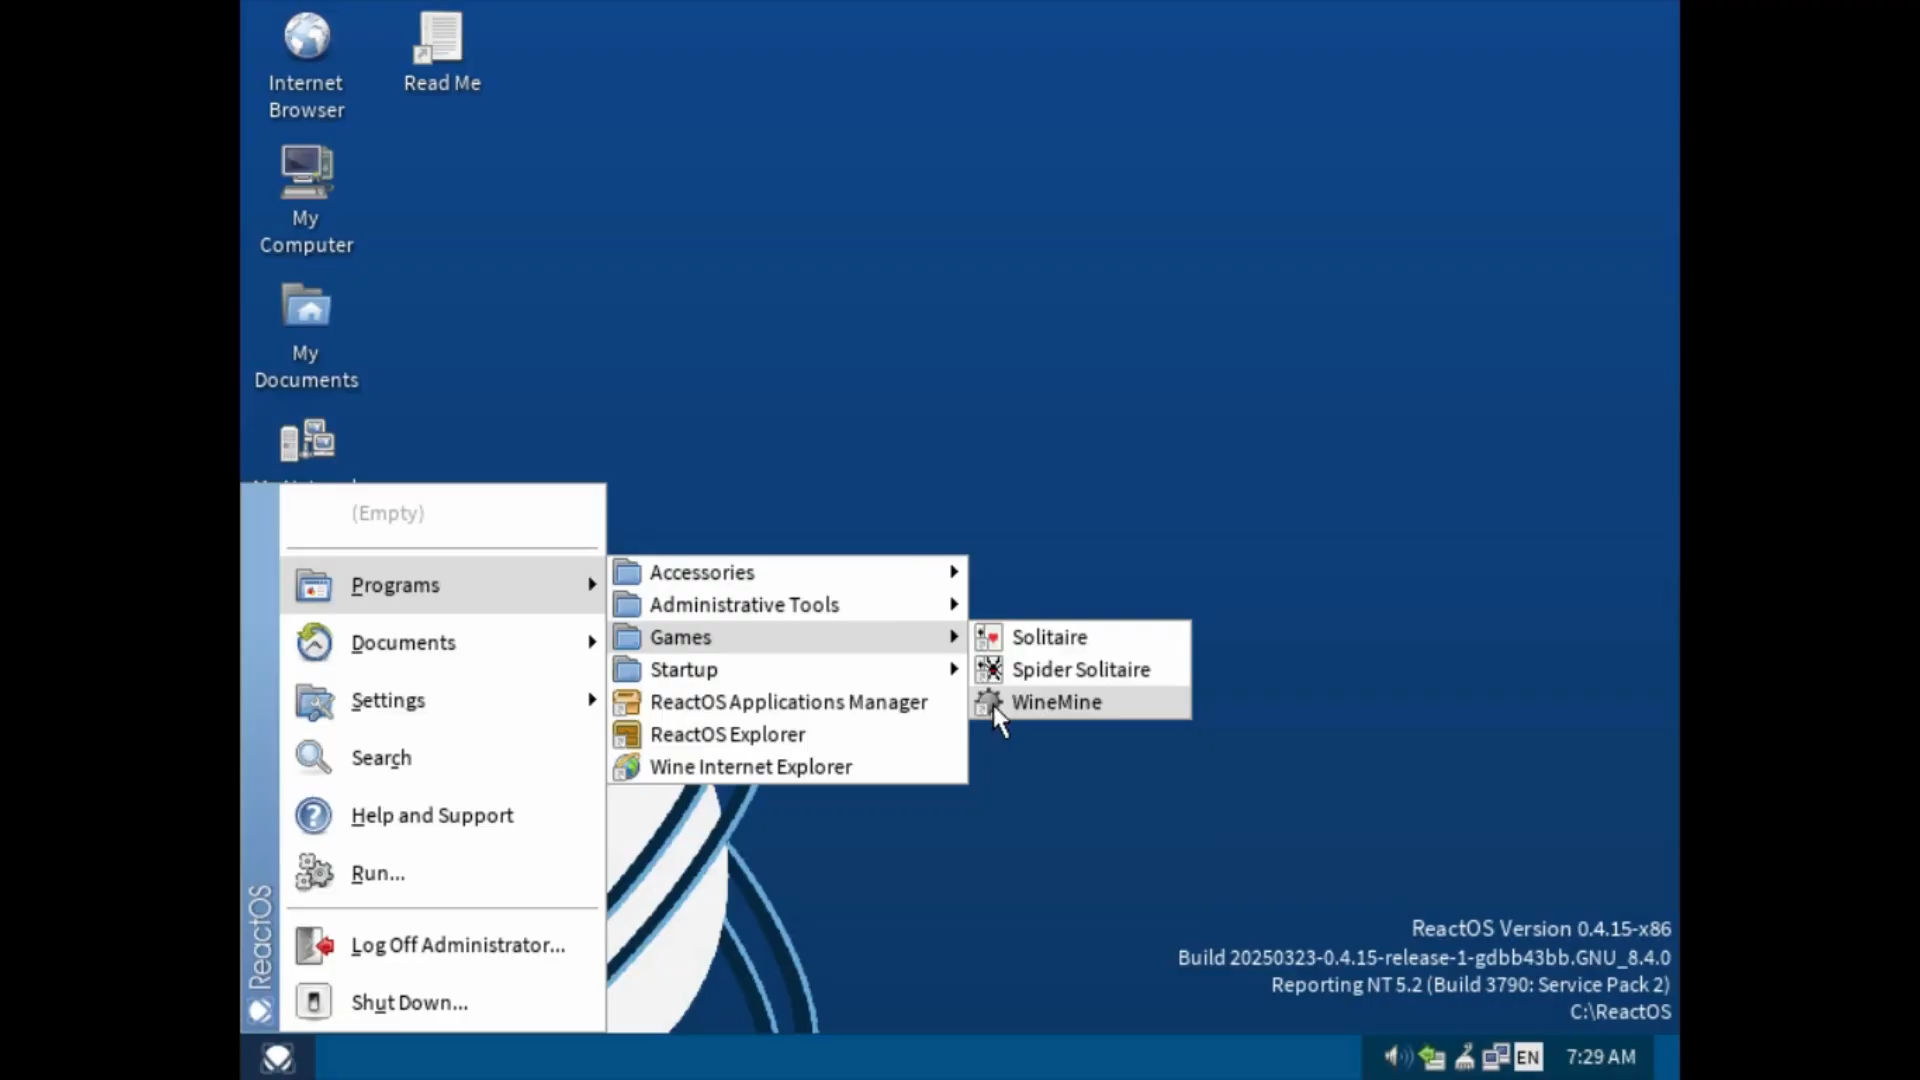 Internet
Browser
Read Me
My
Computer
My
Documents
(Empty)
Programs
Documents
Settings
Search
Help and Support
Run...
Log Off Administrator...
Shut Down...
ReactOS
Accessories
Administrative Tools
Games
Startup
ReactOS Applications Manager
ReactOS Explorer
Wine Internet Explorer
Solitaire
Spider Solitaire
WineMine
ReactOS Version 0.4.15-x86
Build 20250323-0.4.15-release-1-gdbb43bb.GNU_8.4.0
Reporting NT 5.2 (Build 3790: Service Pack 2)
C:\ReactOS
EN
7:29 AM